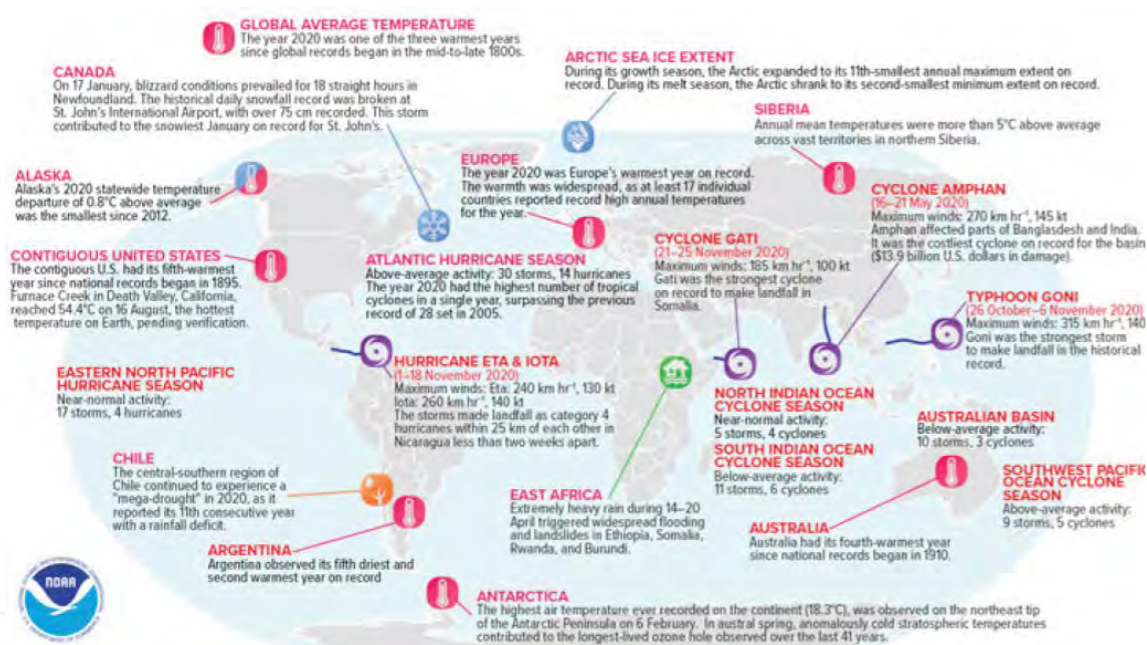 GLOBAL AVERAGE TEMPERATURE
The year 2020 was one of the three warmest years
since global records began in the mid-to-late 1800s.
CANADA
On 17 January, blizzard conditions prevailed for 18 straight hours in
Newfoundland. The historical daily snowfall record was broken at
St. John's International Airport, with over 75 cm recorded. This storm
contributed to the snowiest January on record for St. John's.
ARCTIC SEA ICE EXTENT
During its growth season, the Arctic expanded to its 11th-smallest annual maximum extent on
record. During its melt season, the Arctic shrank to its second-smallest minimum extent on record.
SIBERIA
Annual mean temperatures were more than 5°C above average
across vast territories in northern Siberia.
ALASKA
Alaska's 2020 statewide temperature
departure of 0.8°C above average
was the smallest since 2012.
EUROPE
The year 2020 was Europe's warmest year on record.
The warmth was widespread, as at least 17 individual
countries reported record high annual temperatures
for the year.
CYCLONE AMPHAN
(16–21 May 2020)
Maximum winds: 270 km hr⁻¹, 145 kt
Amphan affected parts of Banglasdesh and India.
It was the costliest cyclone on record for the basin
($13.9 billion U.S. dollars in damage).
CONTIGUOUS UNITED STATES
The contiguous U.S. had its fifth-warmest
year since national records began in 1895.
Furnace Creek in Death Valley, California,
reached 54.4°C on 16 August, the hottest
temperature on Earth, pending verification.
ATLANTIC HURRICANE SEASON
Above-average activity: 30 storms, 14 hurricanes
The year 2020 had the highest number of tropical
cyclones in a single year, surpassing the previous
record of 28 set in 2005.
CYCLONE GATI
(21–25 November 2020)
Maximum winds: 185 km hr⁻¹, 100 kt
Gati was the strongest cyclone
on record to make landfall in
Somalia.
TYPHOON GONI
(26 October–6 November 2020)
Maximum winds: 315 km hr⁻¹, 140
Goni was the strongest storm
to make landfall in the historical
record.
EASTERN NORTH PACIFIC
HURRICANE SEASON
Near-normal activity:
17 storms, 4 hurricanes
HURRICANE ETA & IOTA
(1–18 November 2020)
Maximum winds: Eta: 240 km hr⁻¹, 130 kt
Iota: 260 km hr⁻¹, 140 kt
The storms made landfall as category 4
hurricanes within 25 km of each other in
Nicaragua less than two weeks apart.
NORTH INDIAN OCEAN
CYCLONE SEASON
Near-normal activity:
5 storms, 4 cyclones
SOUTH INDIAN OCEAN
CYCLONE SEASON
Below-average activity:
11 storms, 6 cyclones
AUSTRALIAN BASIN
Below-average activity:
10 storms, 3 cyclones
SOUTHWEST PACIFIC
OCEAN CYCLONE
SEASON
Above-average activity:
9 storms, 5 cyclones
CHILE
The central-southern region of
Chile continued to experience a
"mega-drought" in 2020, as it
reported its 11th consecutive year
with a rainfall deficit.
EAST AFRICA
Extremely heavy rain during 14–20
April triggered widespread flooding
and landslides in Ethiopia, Somalia,
Rwanda, and Burundi.
AUSTRALIA
Australia had its fourth-warmest year
since national records began in 1910.
ARGENTINA
Argentina observed its fifth driest and
second warmest year on record
ANTARCTICA
The highest air temperature ever recorded on the continent (18.3°C), was observed on the northeast tip
of the Antarctic Peninsula on 6 February. In austral spring, anomalously cold stratospheric temperatures
contributed to the longest-lived ozone hole observed over the last 41 years.
NOAA